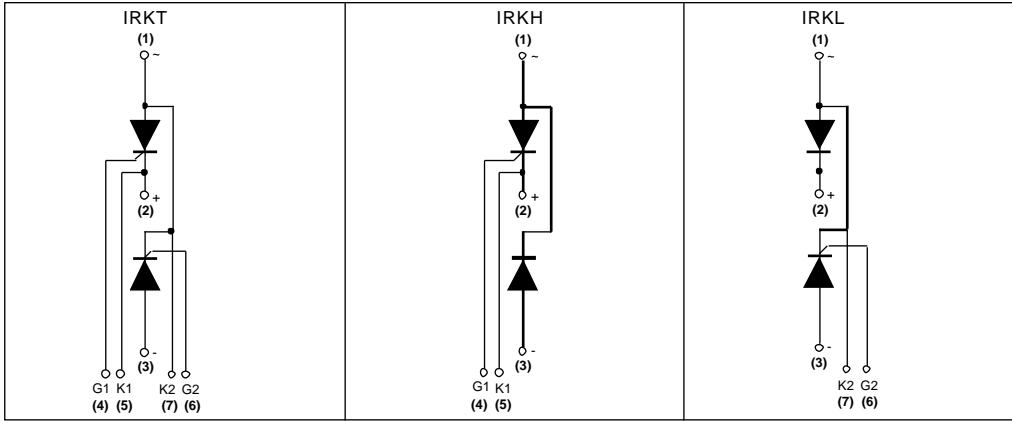 IRKT
(1)
~
+
(2)
-
(3)
G1 K1 K2 G2
(4) (5) (7) (6)
IRKH
(1)
~
+
(2)
-
(3)
G1 K1
(4) (5)
IRKL
(1)
~
+
(2)
-
(3)
K2 G2
(7) (6)